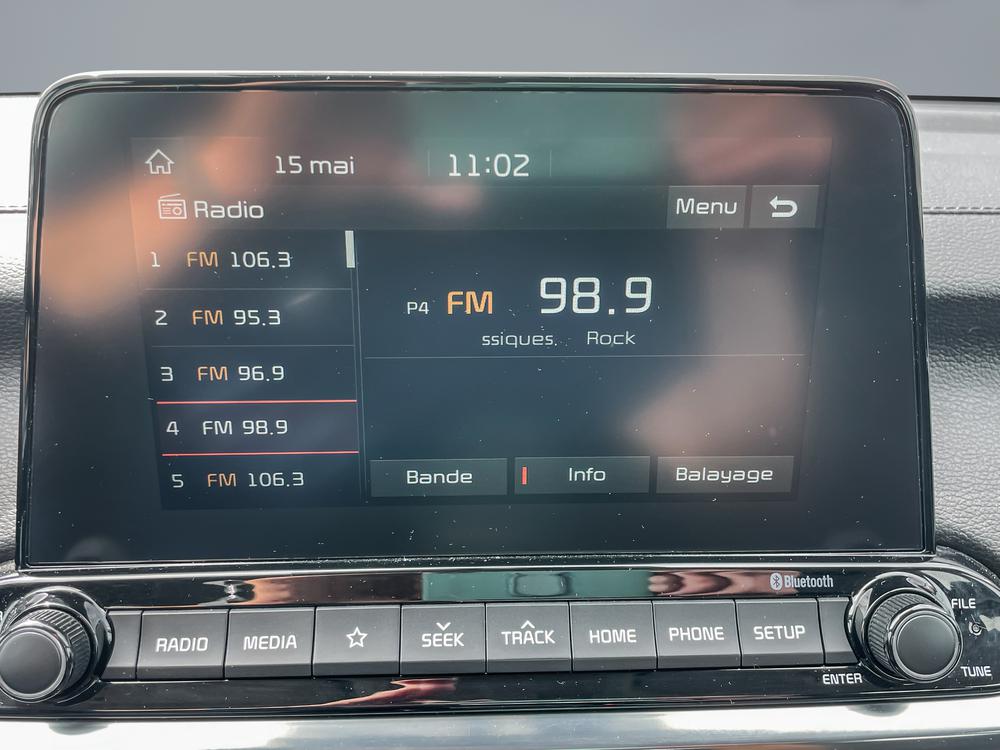 15 mai 11:02
Radio Menu
1 FM 106.3
2 FM 95.3
3 FM 96.9
4 FM 98.9
5 FM 106.3
P4 FM 98.9
ssiques. Rock
Bande Info Balayage
Bluetooth
RADIO MEDIA SEEK TRACK HOME PHONE SETUP
ENTER
FILE
TUNE